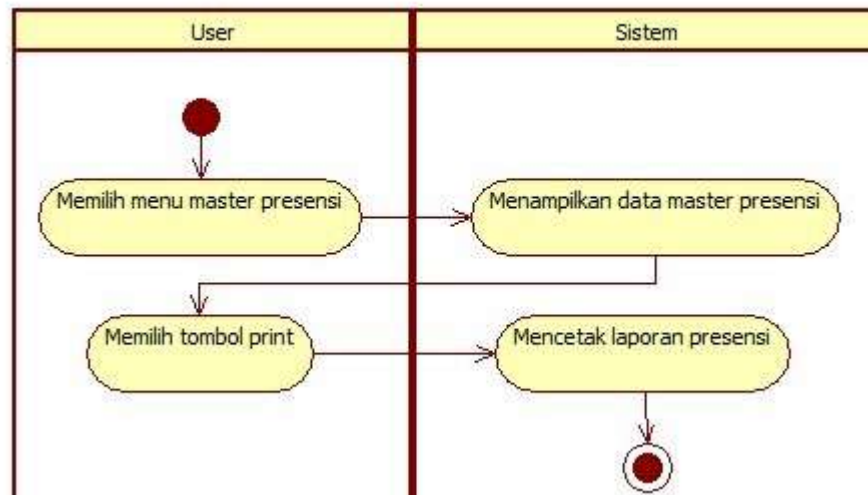 User
Sistem
Memilih menu master presensi
Menampilkan data master presensi
Memilih tombol print
Mencetak laporan presensi